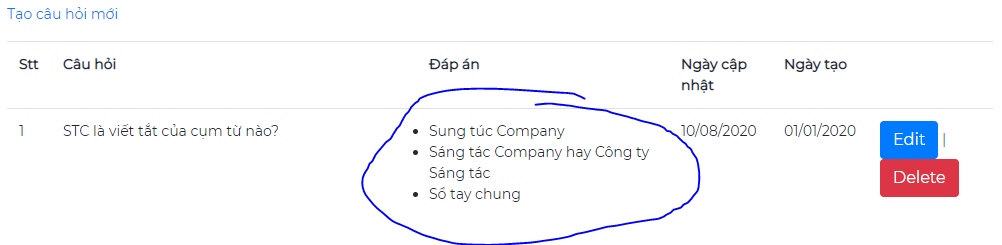 Tạo câu hỏi mới
Stt Câu hỏi Đáp án Ngày cập nhật Ngày tạo
1 STC là viết tắt của cụm từ nào?
Sung túc Company
Sáng tác Company hay Công ty
Sáng tác
Sổ tay chung
10/08/2020 01/01/2020
Edit |
Delete